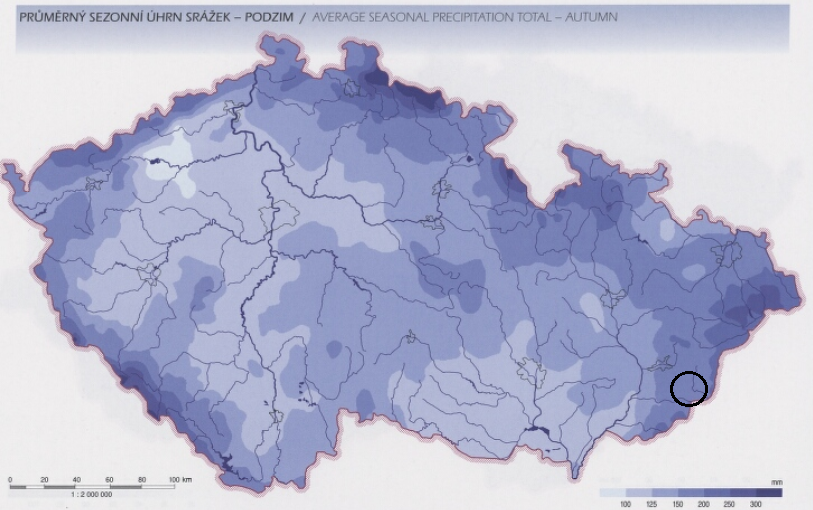 PRŮMĚRNÝ SEZONNÍ ÚHRN SRÁŽEK – PODZIM / AVERAGE SEASONAL PRECIPITATION TOTAL – AUTUMN
0 20 40 60 80 100 km
1 : 2 000 000
mm
100 125 150 200 250 300